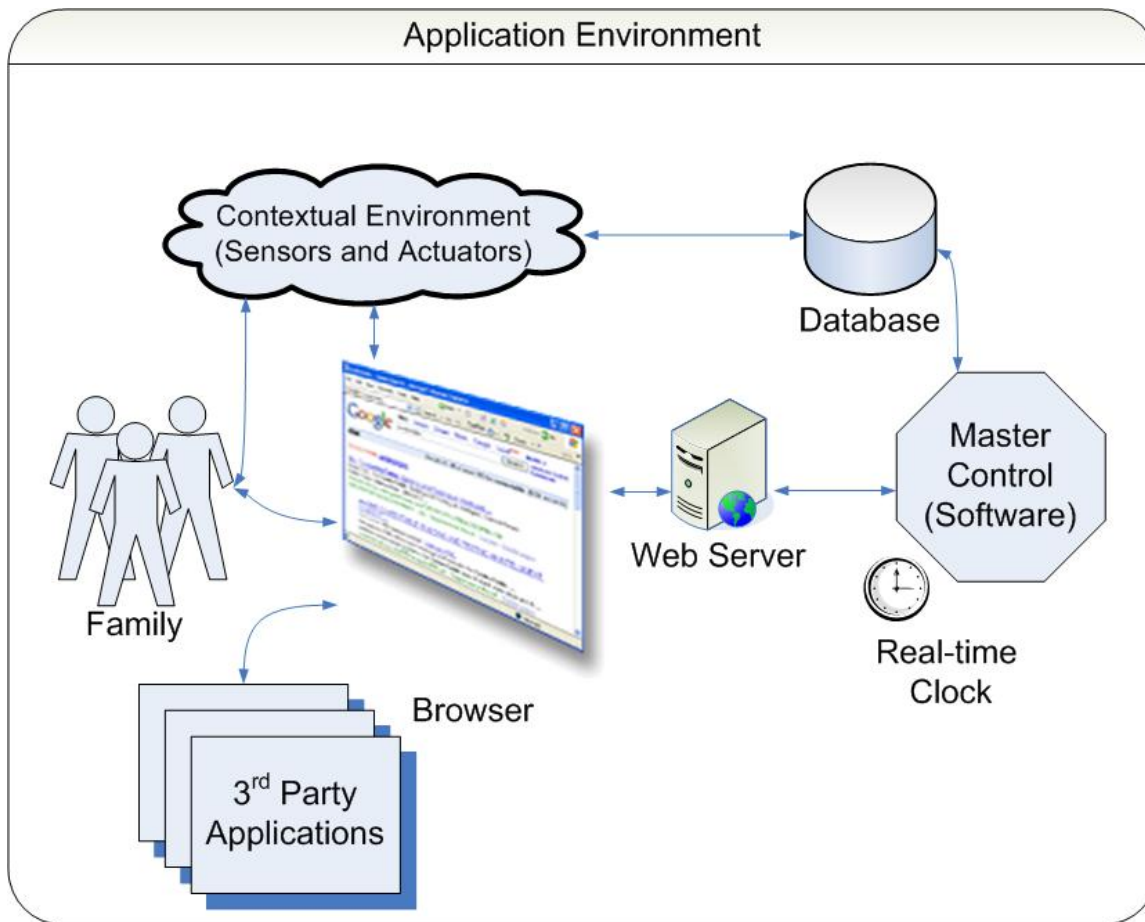 Application Environment
Contextual Environment
(Sensors and Actuators)
Database
Google
Master
Control
(Software)
Web Server
Family
Real-time
Clock
Browser
3rd Party
Applications